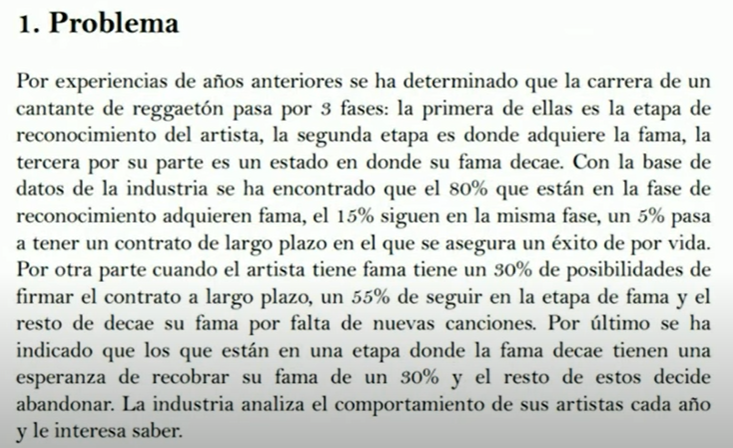 1. Problema
Por experiencias de años anteriores se ha determinado que la carrera de un
cantante de reggaetón pasa por 3 fases: la primera de ellas es la etapa de
reconocimiento del artista, la segunda etapa es donde adquiere la fama, la
tercera por su parte es un estado en donde su fama decae. Con la base de
datos de la industria se ha encontrado que el 80% que están en la fase de
reconocimiento adquieren fama, el 15% siguen en la misma fase, un 5% pasa
a tener un contrato de largo plazo en el que se asegura un éxito de por vida.
Por otra parte cuando el artista tiene fama tiene un 30% de posibilidades de
firmar el contrato a largo plazo, un 55% de seguir en la etapa de fama y el
resto de decae su fama por falta de nuevas canciones. Por último se ha
indicado que los que están en una etapa donde la fama decae tienen una
esperanza de recobrar su fama de un 30% y el resto de estos decide
abandonar. La industria analiza el comportamiento de sus artistas cada año
y le interesa saber.